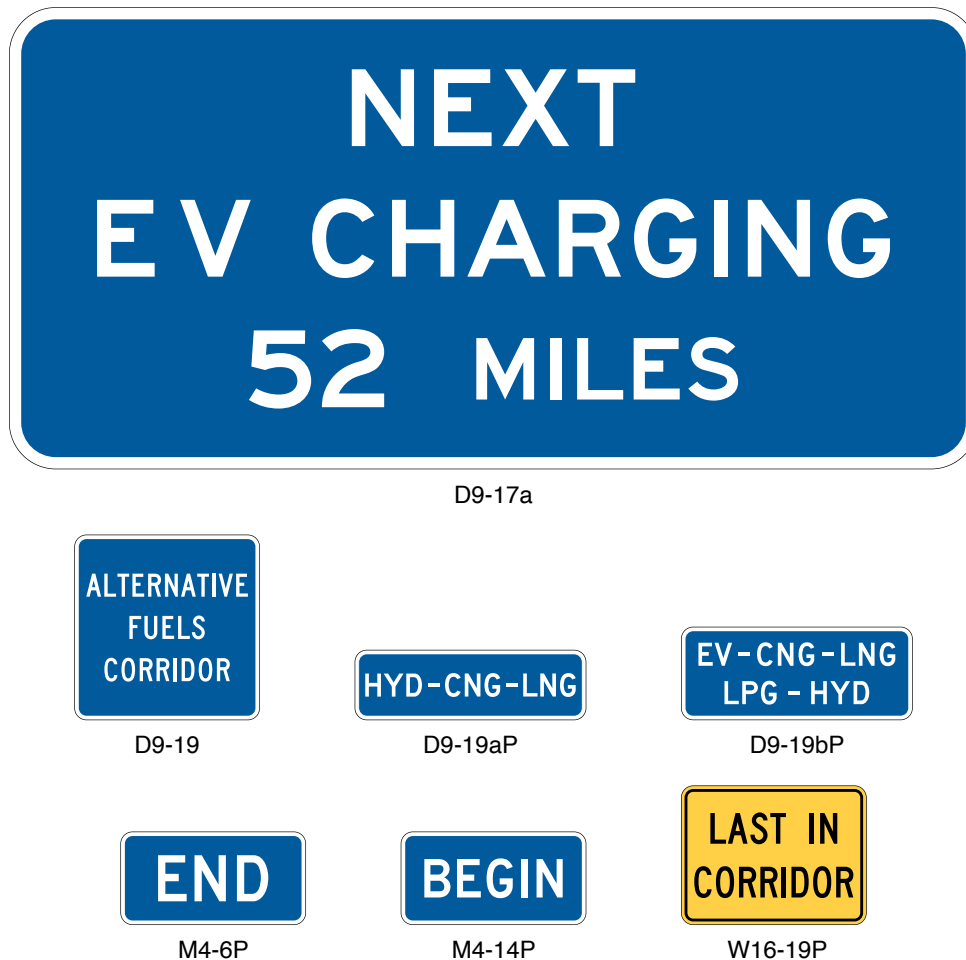 NEXT
EV CHARGING
52 MILES
D9-17a
ALTERNATIVE
FUELS
CORRIDOR
D9-19
HYD-CNG-LNG
D9-19aP
EV-CNG-LNG
LPG - HYD
D9-19bP
END
M4-6P
BEGIN
M4-14P
LAST IN
CORRIDOR
W16-19P